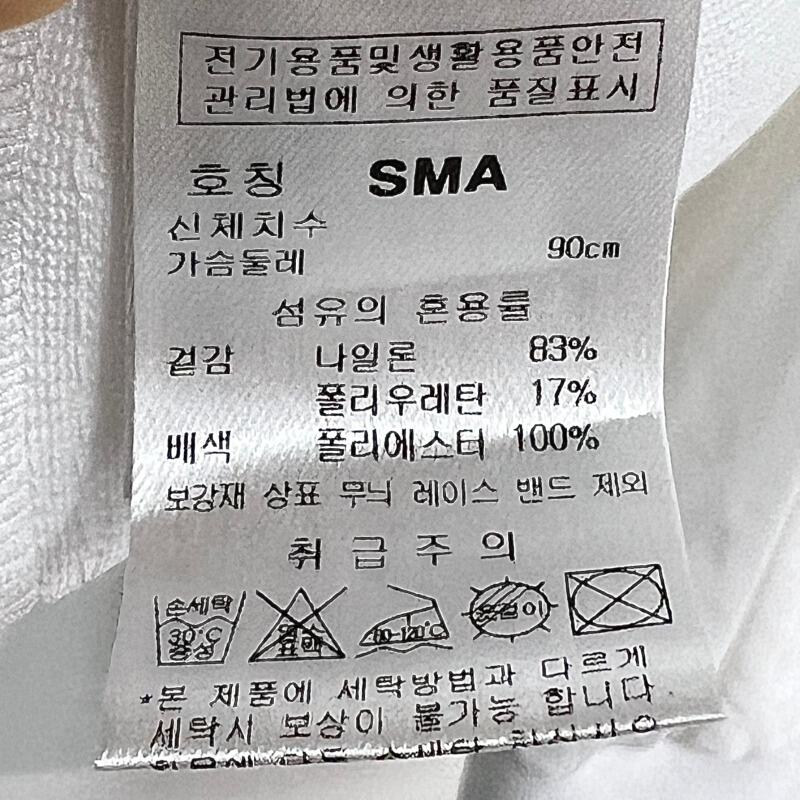 전기용품및생활용품안전
관리법에 의한 품질표시
호칭 SMA
신체치수
가슴둘레 90cm
섬유의 혼용률
겉감 나일론 83%
폴리우레탄 17%
배색 폴리에스터 100%
보강재 상표 무늬 레이스 밴드 제외
취급주의
손세탁 30°C 중성 염소 표백 80-120°C 옷걸이
*본 제품에 세탁방법과 다르게
세탁시 보상이 불가능 합니다